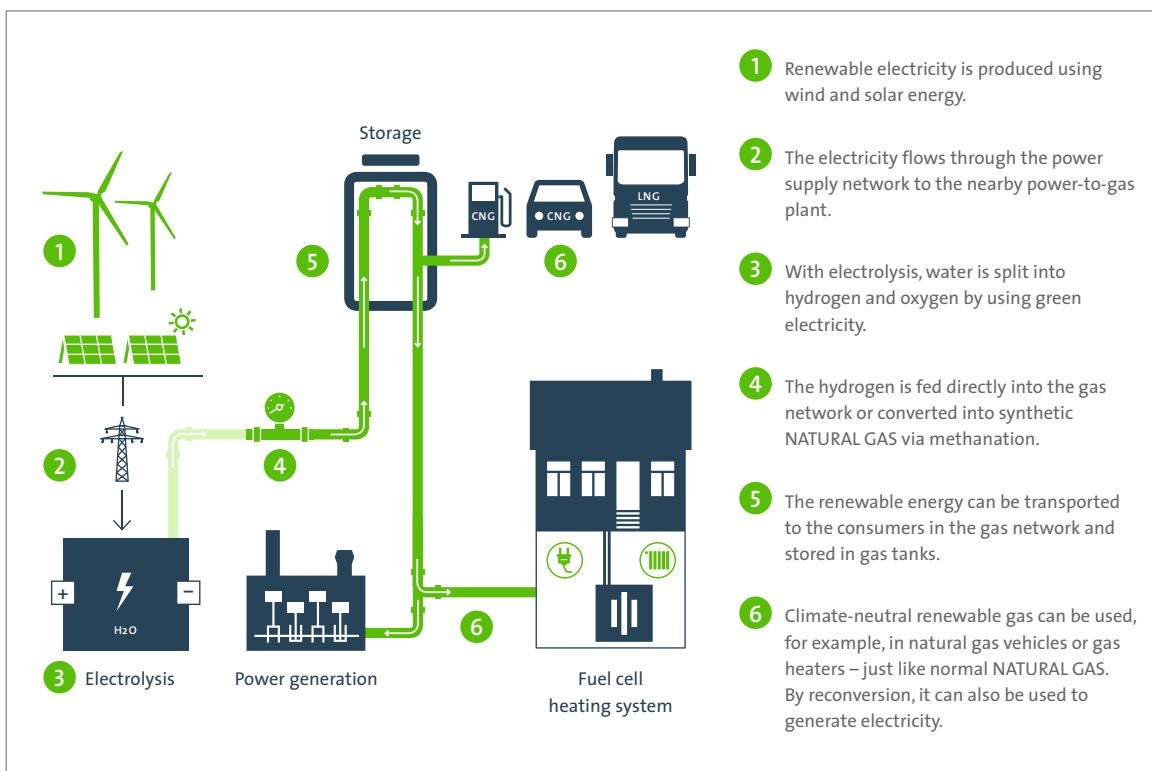 Storage
CNG
CNG
LNG
1
2
3
4
5
6
6
+
−
H2O
Electrolysis
Power generation
Fuel cell
heating system
1 Renewable electricity is produced using
wind and solar energy.
2 The electricity flows through the power
supply network to the nearby power-to-gas
plant.
3 With electrolysis, water is split into
hydrogen and oxygen by using green
electricity.
4 The hydrogen is fed directly into the gas
network or converted into synthetic
NATURAL GAS via methanation.
5 The renewable energy can be transported
to the consumers in the gas network and
stored in gas tanks.
6 Climate-neutral renewable gas can be used,
for example, in natural gas vehicles or gas
heaters – just like normal NATURAL GAS.
By reconversion, it can also be used to
generate electricity.